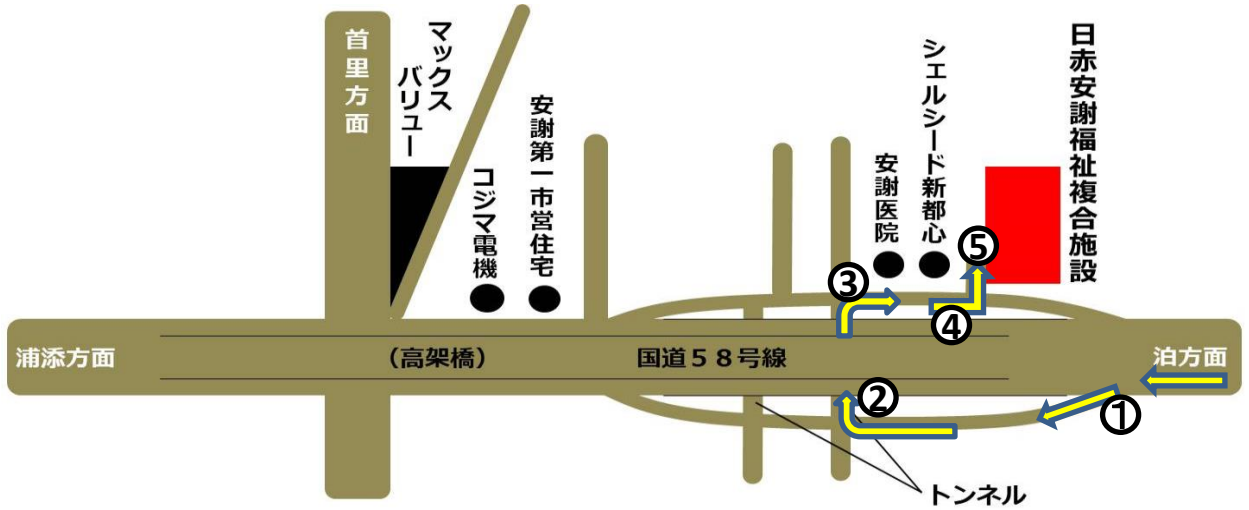 首里方面
マックス
バリュー
コジマ電機
安謝第一市営住宅
安謝医院
シェルシード新都心
日赤安謝福祉複合施設
⑤
③
④
浦添方面
（高架橋）
国道５８号線
泊方面
②
①
トンネル